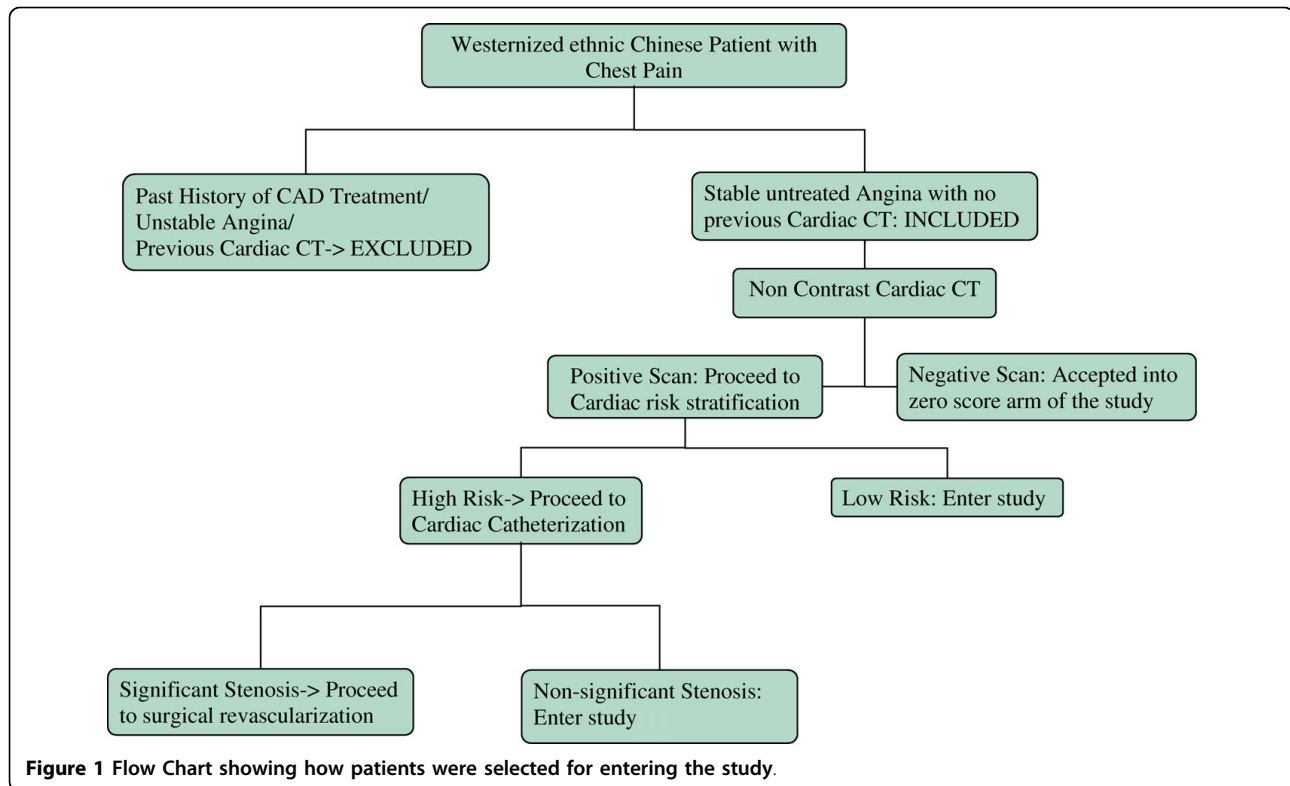 Westernized ethnic Chinese Patient with
Chest Pain
Past History of CAD Treatment/
Unstable Angina/
Previous Cardiac CT-> EXCLUDED
Stable untreated Angina with no
previous Cardiac CT: INCLUDED
Non Contrast Cardiac CT
Positive Scan: Proceed to
Cardiac risk stratification
Negative Scan: Accepted into
zero score arm of the study
High Risk-> Proceed to
Cardiac Catheterization
Low Risk: Enter study
Significant Stenosis-> Proceed
to surgical revascularization
Non-significant Stenosis:
Enter study
Figure 1 Flow Chart showing how patients were selected for entering the study.